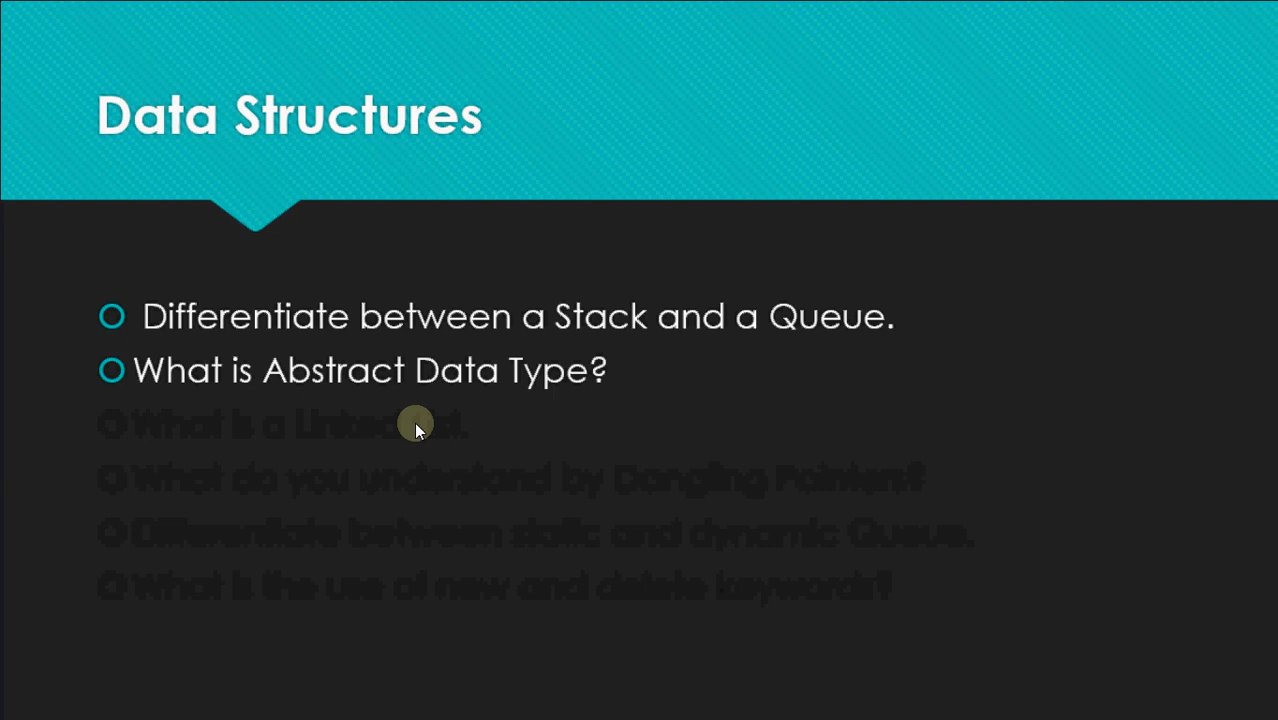 Data Structures
Differentiate between a Stack and a Queue.
What is Abstract Data Type?
What is a Linked
What do you understand by Dangling Pointers?
Differentiate between static and dynamic Queue.
What is the use of new and delete keywords?